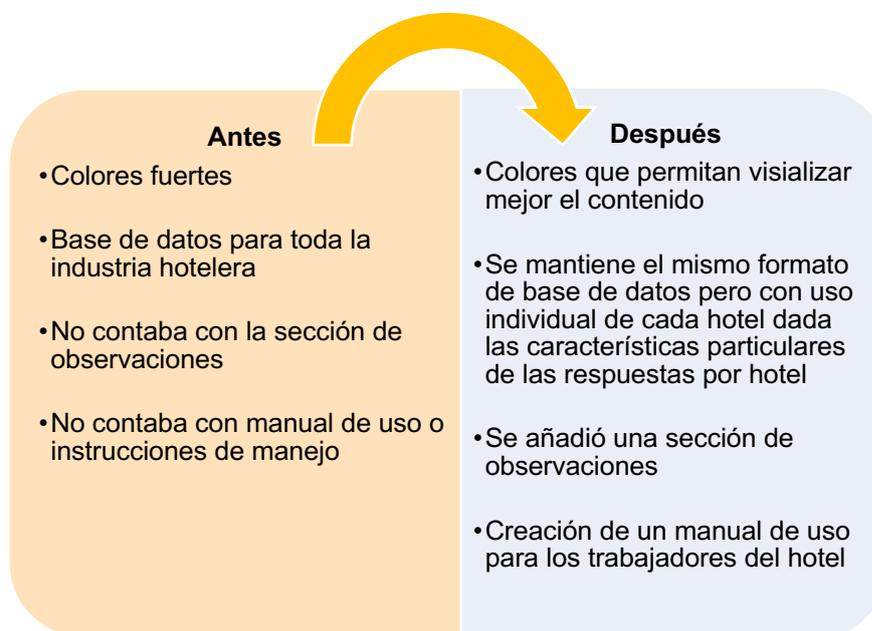 Antes
•Colores fuertes
•Base de datos para toda la
industria hotelera
•No contaba con la sección de
observaciones
•No contaba con manual de uso o
instrucciones de manejo
Después
•Colores que permitan visializar
mejor el contenido
•Se mantiene el mismo formato
de base de datos pero con uso
individual de cada hotel dada
las características particulares
de las respuestas por hotel
•Se añadió una sección de
observaciones
•Creación de un manual de uso
para los trabajadores del hotel